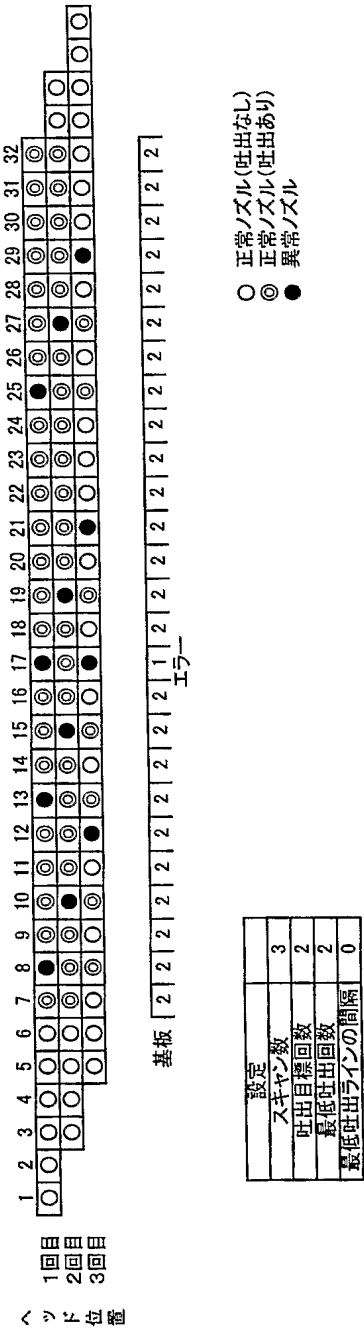 1 2 3 4 5 6 7 8 9 10 11 12 13 14 15 16 17 18 19 20 21 22 23 24 25 26 27 28 29 30 31 32
ヘッド位置
1回目
2回目
3回目
基板 2 2 2 2 2 2 2 2 2 2 1 2 2 2 2 2 2 2 2 2 2 2 2 2 2 2
エラー
設定
スキャン数 3
吐出目標回数 2
最低吐出回数 2
最低吐出ラインの間隔 0
○ 正常ノズル(吐出なし)
◎ 正常ノズル(吐出あり)
● 異常ノズル